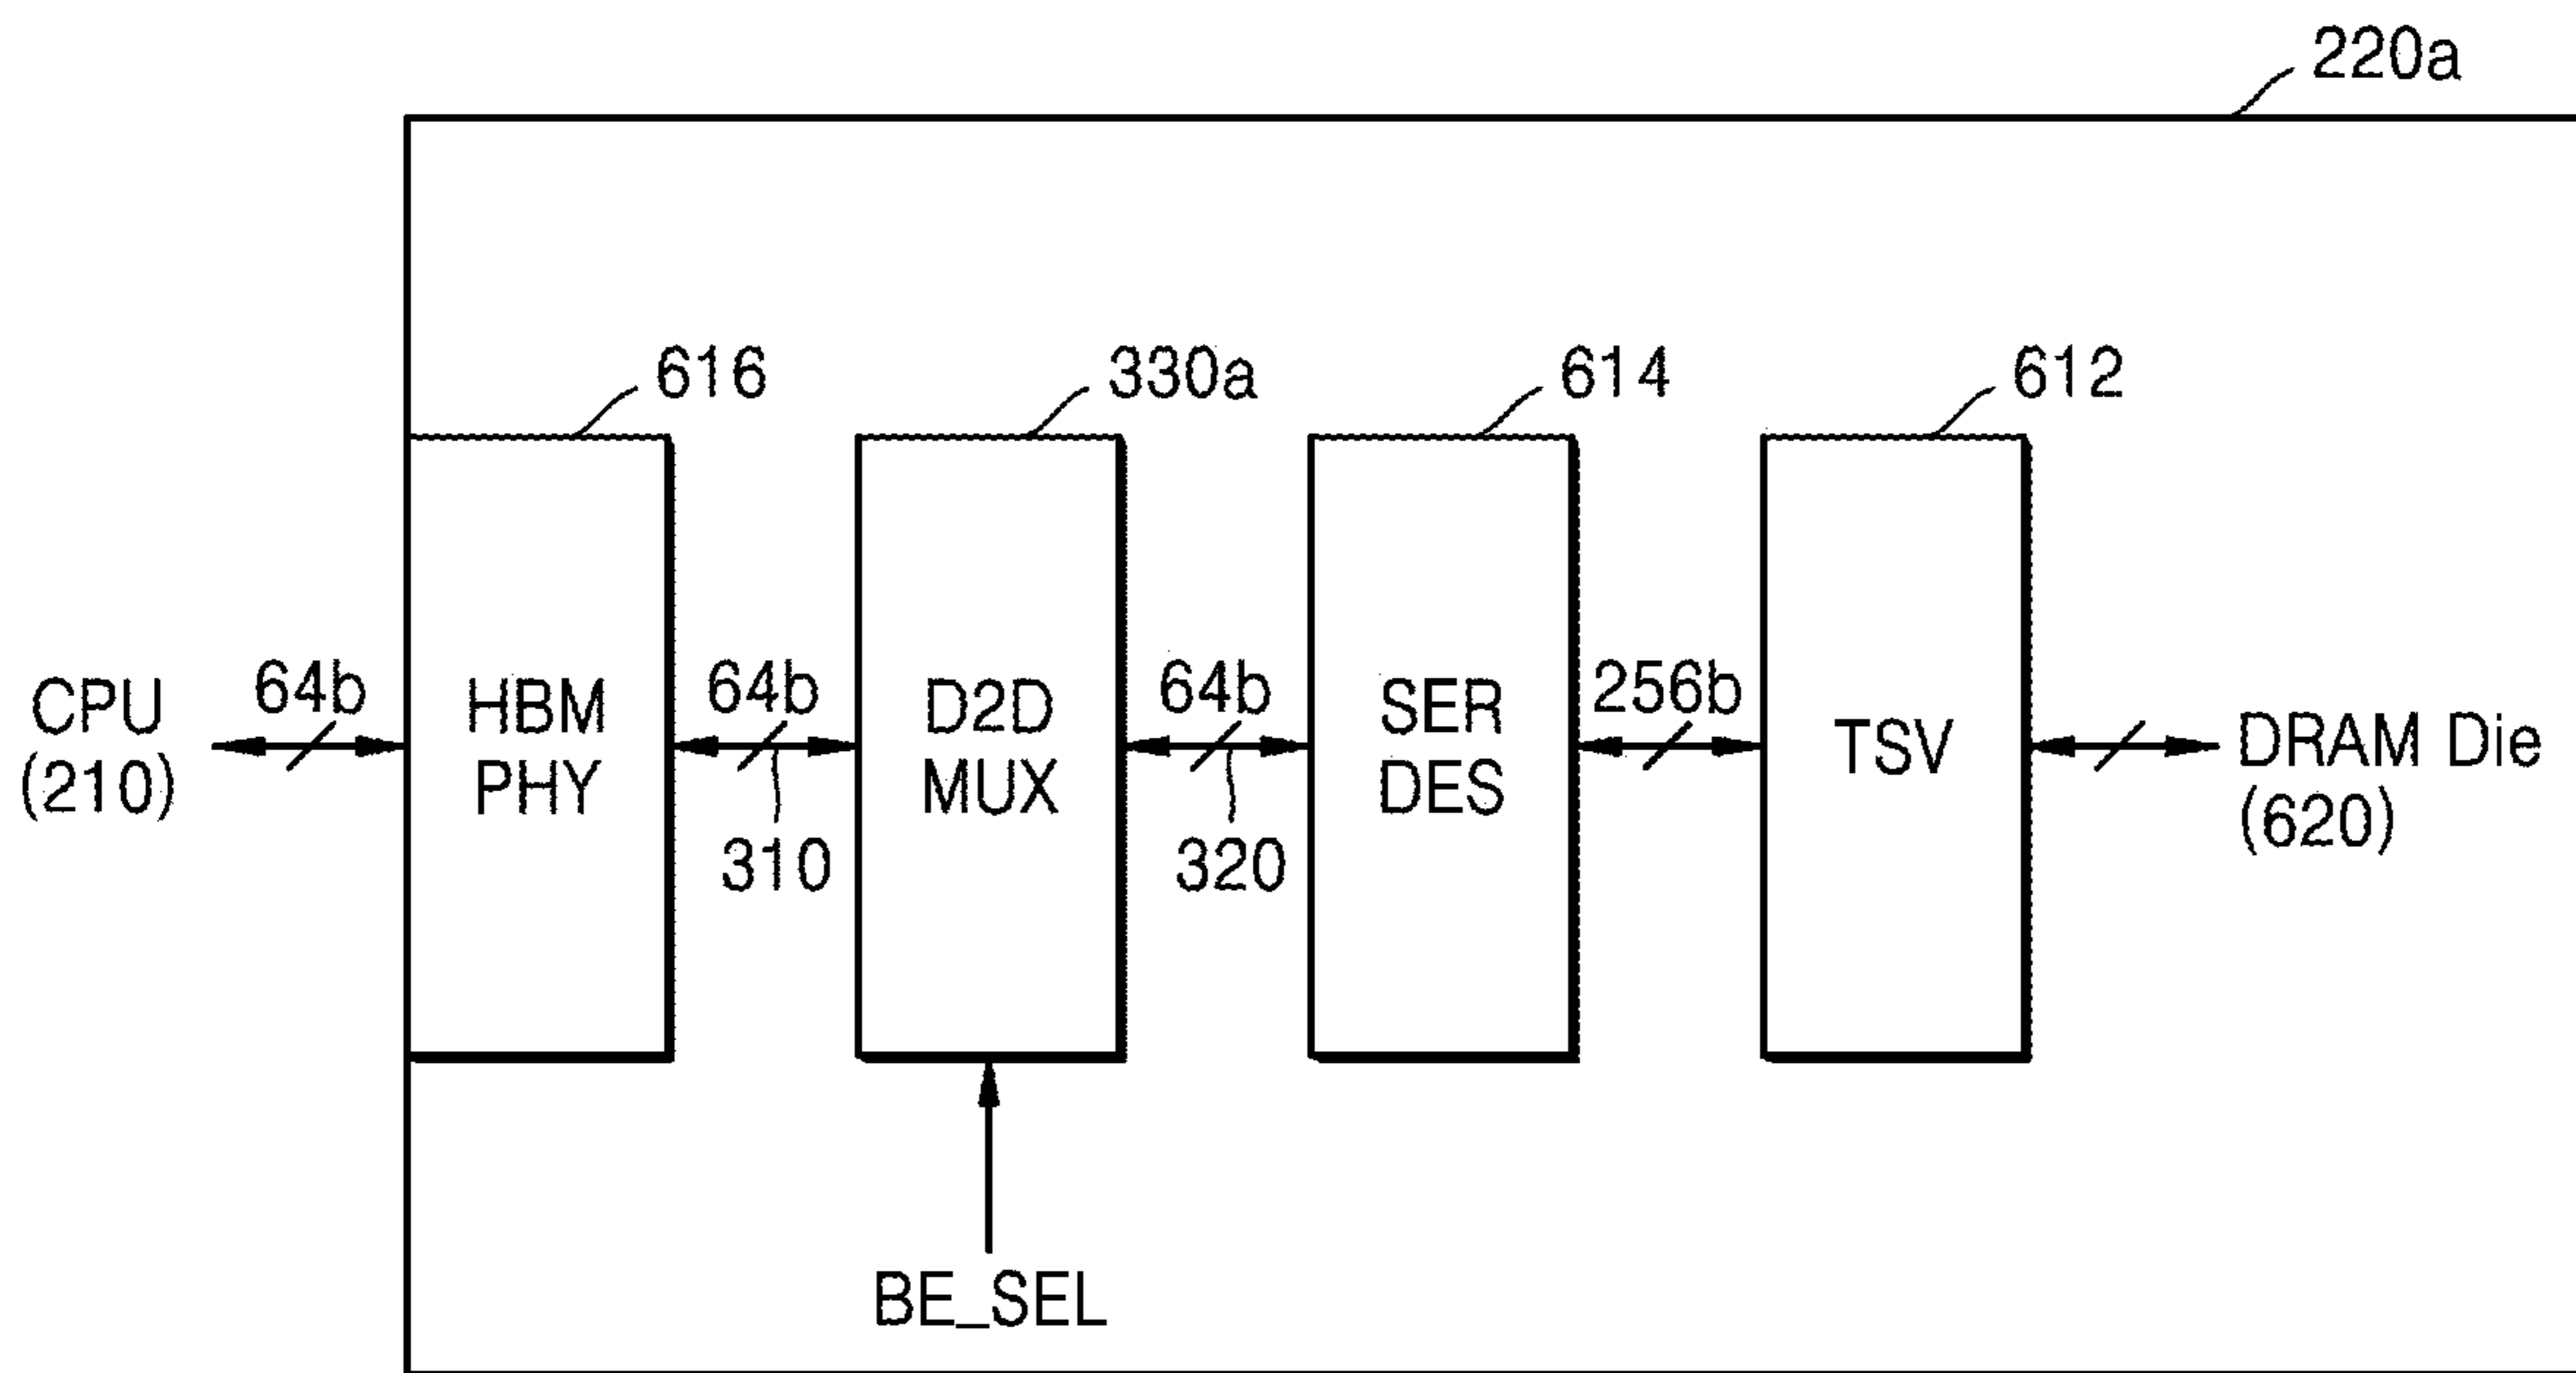 220a
616
330a
614
612
CPU
(210)
64b
HBM
PHY
64b
310
D2D
MUX
64b
320
SER
DES
256b
TSV
DRAM Die
(620)
BE_SEL